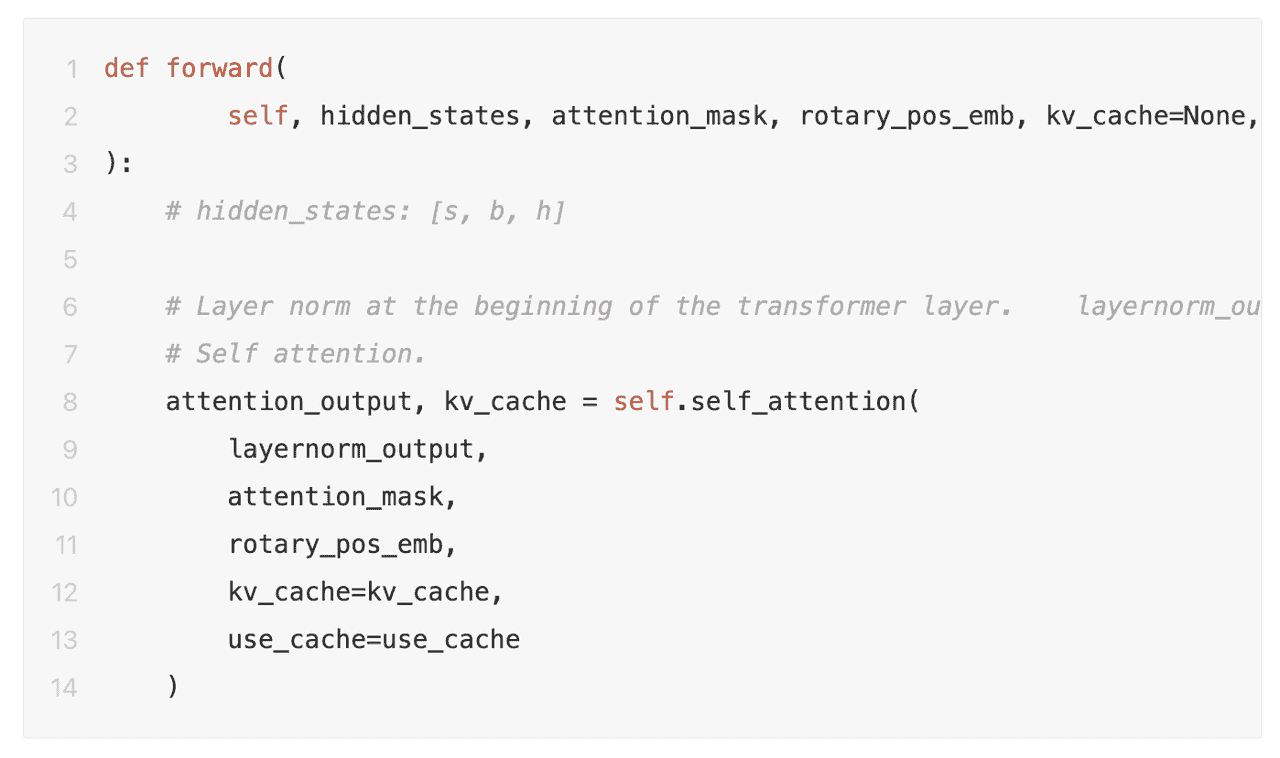 1 def forward(
2 self, hidden_states, attention_mask, rotary_pos_emb, kv_cache=None,
3 ):
4 # hidden_states: [s, b, h]
5
6 # Layer norm at the beginning of the transformer layer. layernorm_ou
7 # Self attention.
8 attention_output, kv_cache = self.self_attention(
9 layernorm_output,
10 attention_mask,
11 rotary_pos_emb,
12 kv_cache=kv_cache,
13 use_cache=use_cache
14 )